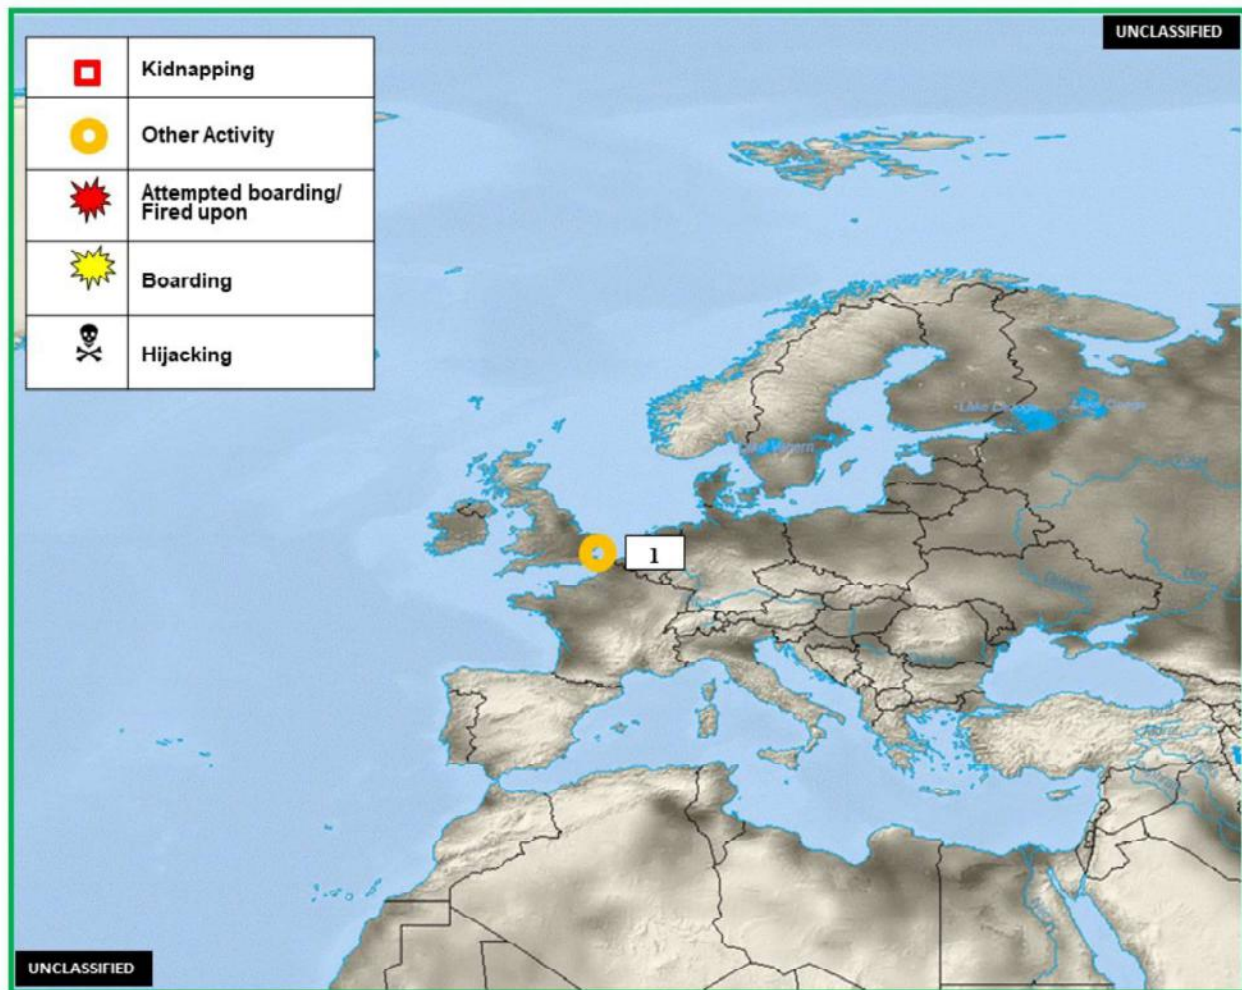 UNCLASSIFIED
Kidnapping
Other Activity
Attempted boarding/
Fired upon
Boarding
Hijacking
1
UNCLASSIFIED